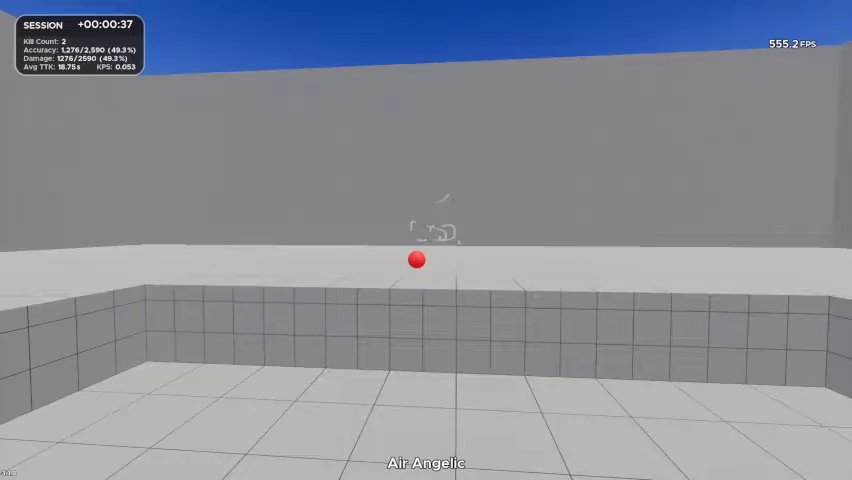 SESSION +00:00:37
555.2 FPS
Kill Count: 2
Accuracy: 1,276/2,590 (49.3%)
Damage: 1276/2590 (49.3%)
Avg TTK: 18.75s KPS: 0.053
Air Angelic